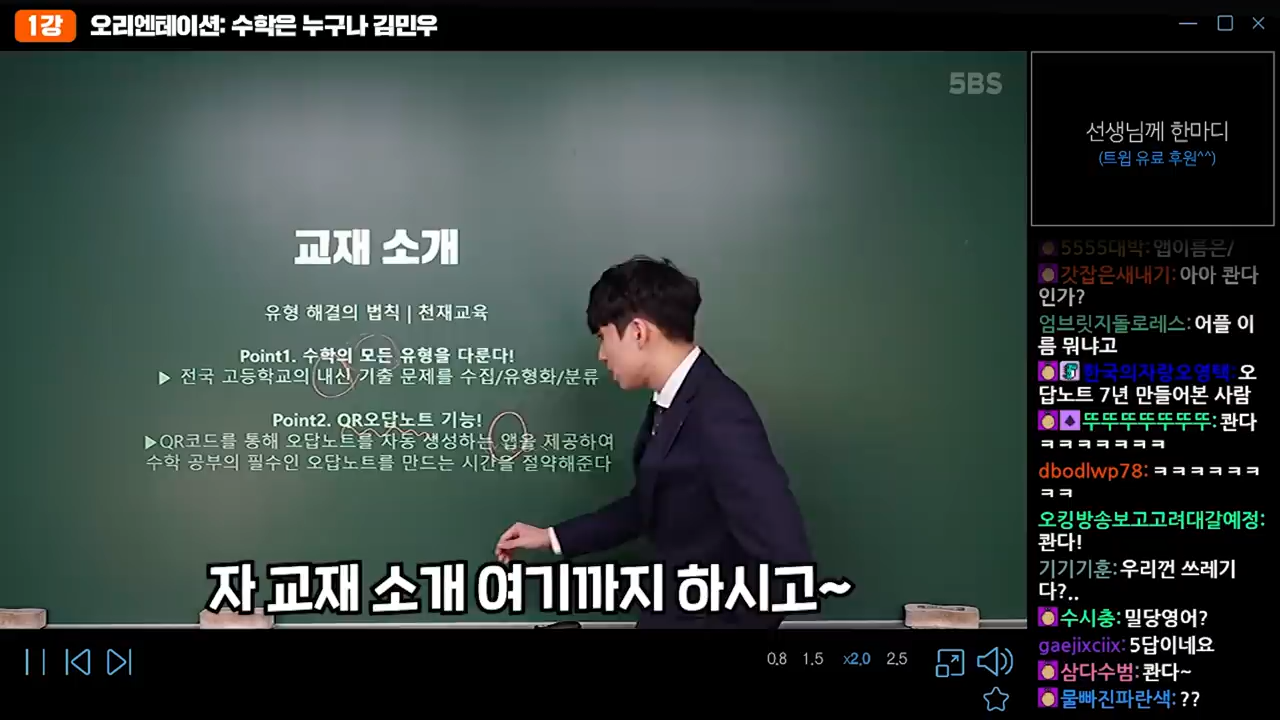 1강 오리엔테이션: 수학은 누구나 김민우
5BS
교재 소개
유형 해결의 법칙 | 천재교육
Point1. 수학의 모든 유형을 다룬다!
▶ 전국 고등학교의 내신 기출 문제를 수집/유형화/분류
Point2. QR오답노트 기능!
▶QR코드를 통해 오답노트를 자동 생성하는 앱을 제공하여
수학 공부의 필수인 오답노트를 만드는 시간을 절약해준다
자 교재 소개 여기까지 하시고~
0.8 1.5 x2.0 2.5
선생님께 한마디
(트윕 유료 후원^^)
5555대박: 앱이름은/
갓잡은새내기: 아아 콴다
인가?
엄브릿지돌로레스: 어플 이
름 뭐냐고
한국의자랑오영택: 오
답노트 7년 만들어본 사람
뚜뚜뚜뚜뚜뚜뚜: 콴다
ㅋㅋㅋㅋㅋㅋㅋ
dbodlwp78: ㅋㅋㅋㅋㅋㅋ
ㅋㅋ
오킹방송보고고려대갈예정:
콴다!
기기기훈: 우리껀 쓰레기
다?..
수시충: 밀당영어?
gaejixciix: 5답이네요
삼다수범: 콴다~
물빠진파란색: ??